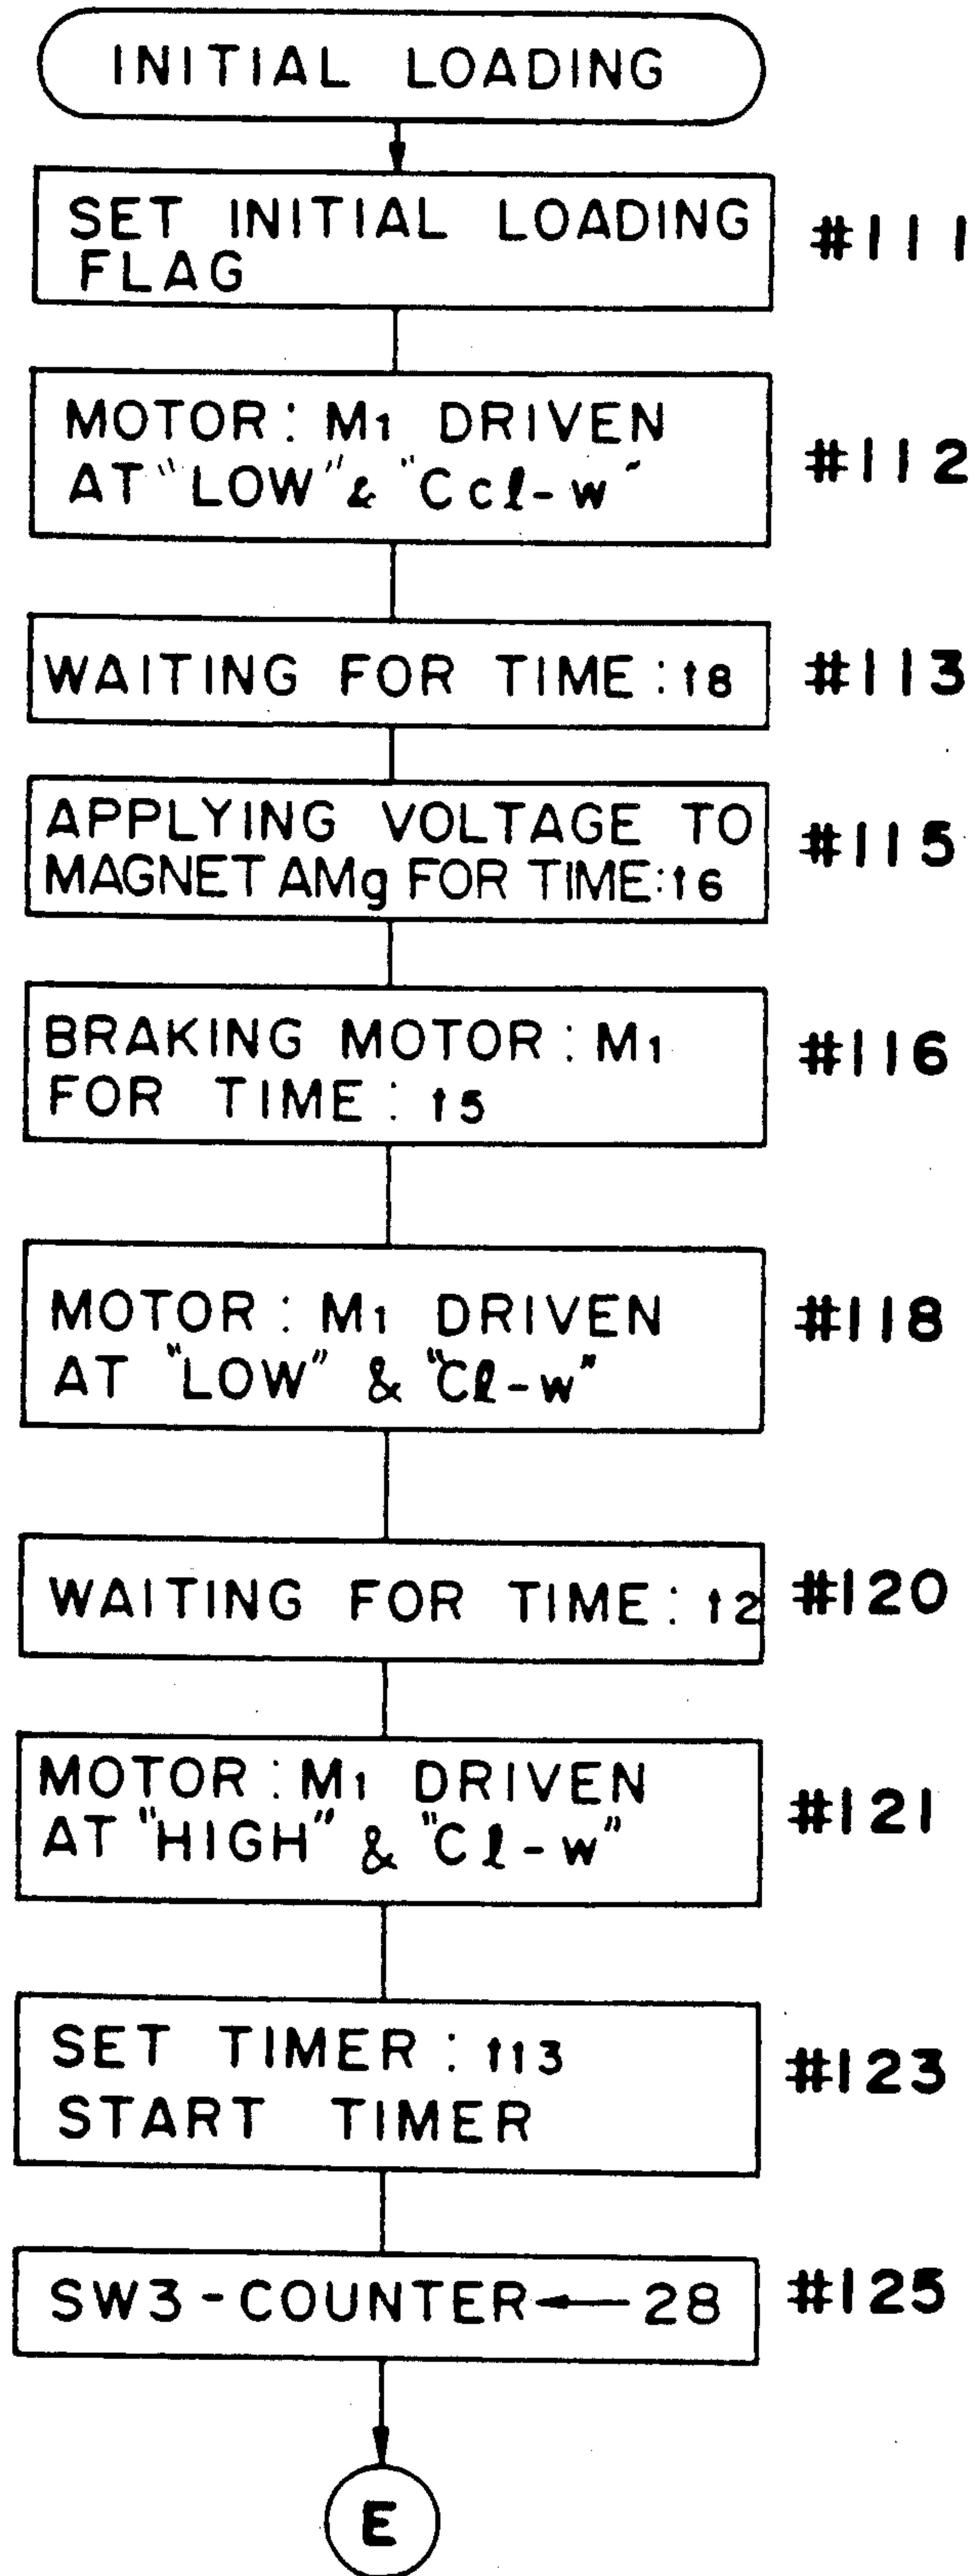 INITIAL LOADING
SET INITIAL LOADING
FLAG
#111
MOTOR: M1 DRIVEN
AT "LOW" & "Ccl-w"
#112
WAITING FOR TIME: t8
#113
APPLYING VOLTAGE TO
MAGNET AMg FOR TIME: t6
#115
BRAKING MOTOR: M1
FOR TIME: t5
#116
MOTOR: M1 DRIVEN
AT "LOW" & "Cl-w"
#118
WAITING FOR TIME: t2
#120
MOTOR: M1 DRIVEN
AT "HIGH" & "Cl-w"
#121
SET TIMER: t13
START TIMER
#123
SW3-COUNTER ← 28
#125
E